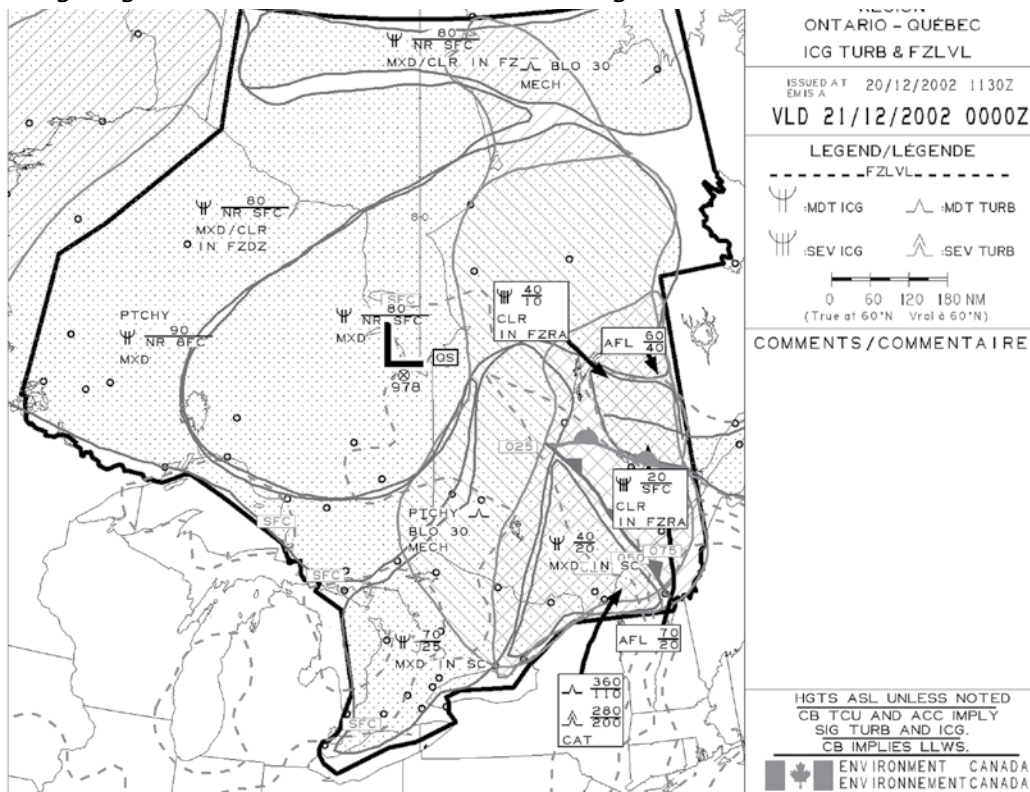 REGION
ONTARIO - QUÉBEC
ICG TURB & FZLVL
ISSUED AT 20/12/2002 1130Z
ÉMIS A
VLD 21/12/2002 0000Z
LEGEND/LÉGENDE
FZLVL
:MDT ICG :MDT TURB
:SEV ICG :SEV TURB
0 60 120 180 NM
(True at 60°N Vrai à 60°N)
COMMENTS/COMMENTAIRE
80
NR SFC
MXD/CLR IN FZ
BLO 30
MECH
80
NR SFC
MXD/CLR
IN FZDZ
80
SFC
80
NR SFC
MXD
QS
978
PTCHY
90
NR SFC
MXD
40
10
CLR
IN FZRA
AFL 60
40
025
20
SFC
CLR
IN FZRA
PTCHY
BLO 30
MECH
40
20
MXD IN SC
050
075
SFC
SFC
70
25
MXD IN SC
AFL 70
20
360
110
280
200
CAT
SFC
HGTS ASL UNLESS NOTED
CB TCU AND ACC IMPLY
SIG TURB AND ICG.
CB IMPLIES LLWS.
ENVIRONMENT CANADA
ENVIRONNEMENT CANADA